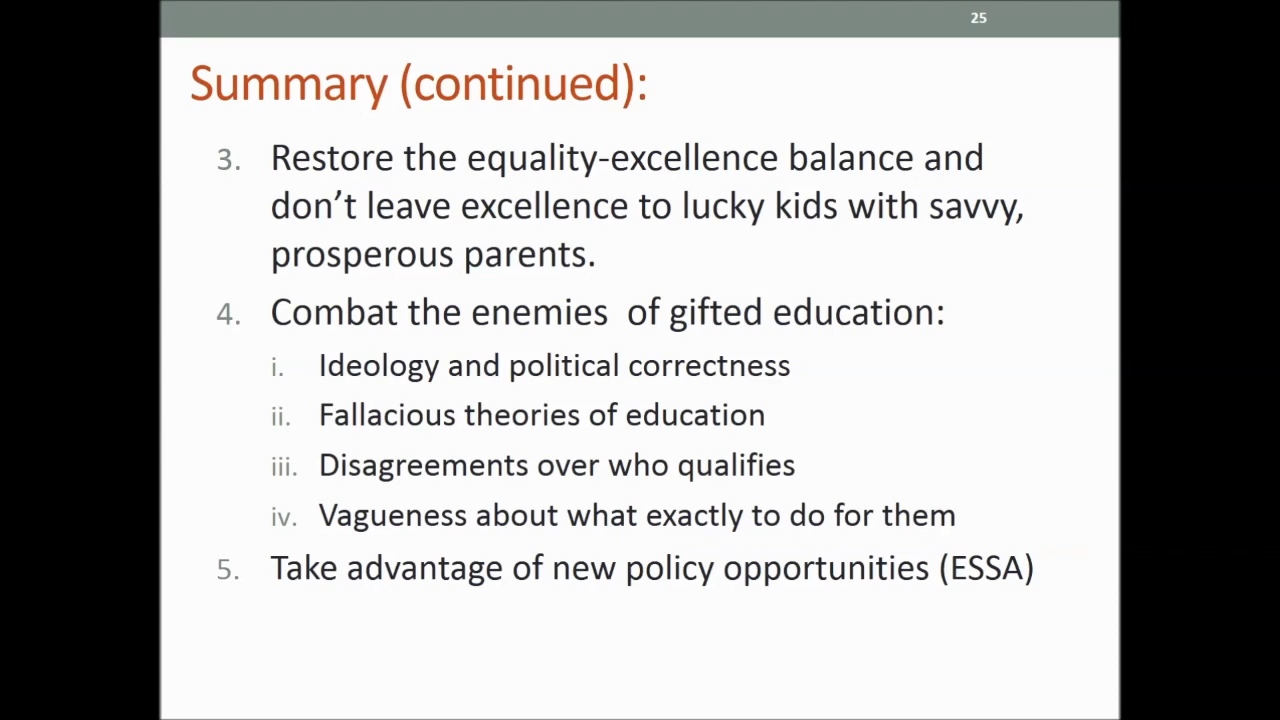 25
Summary (continued):
3. Restore the equality-excellence balance and
don’t leave excellence to lucky kids with savvy,
prosperous parents.
4. Combat the enemies  of gifted education:
i. Ideology and political correctness
ii. Fallacious theories of education
iii. Disagreements over who qualifies
iv. Vagueness about what exactly to do for them
5. Take advantage of new policy opportunities (ESSA)